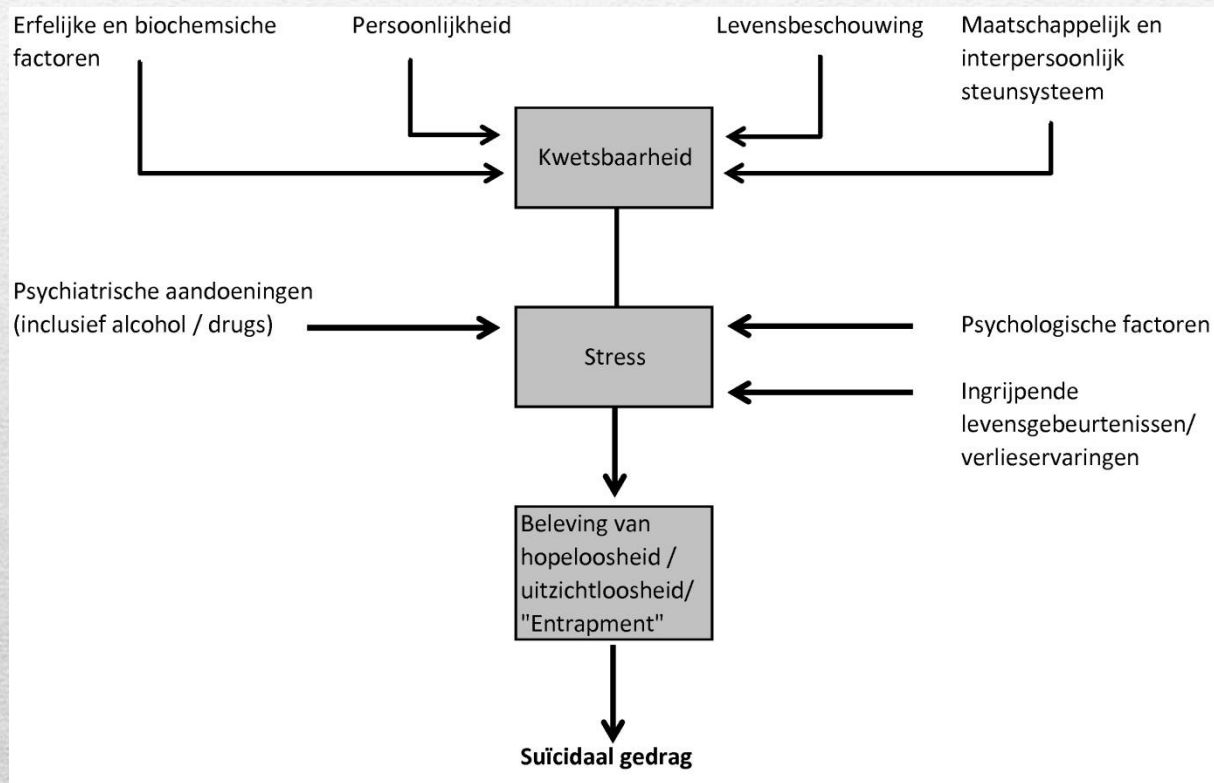 Erfelijke en biochemsiche
factoren
Persoonlijkheid
Levensbeschouwing
Maatschappelijk en
interpersoonlijk
steunsysteem
Kwetsbaarheid
Psychiatrische aandoeningen
(inclusief alcohol / drugs)
Stress
Psychologische factoren
Ingrijpende
levensgebeurtenissen/
verlieservaringen
Beleving van
hopeloosheid /
uitzichtloosheid/
"Entrapment"
Suïcidaal gedrag